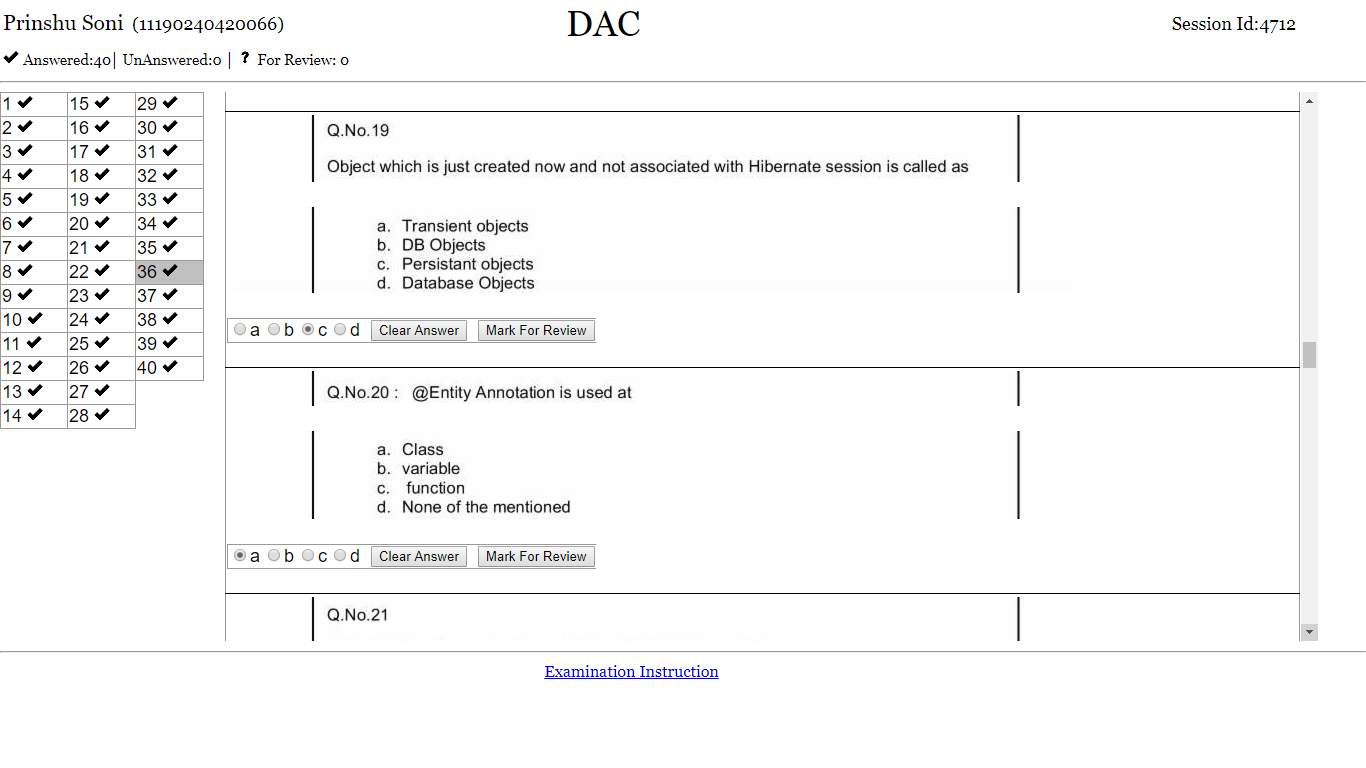 Prinshu Soni (11190240420066)
DAC
Session Id:4712
✔ Answered:40| UnAnswered:0 | ? For Review: 0
1 ✔ 15 ✔ 29 ✔
2 ✔ 16 ✔ 30 ✔
3 ✔ 17 ✔ 31 ✔
4 ✔ 18 ✔ 32 ✔
5 ✔ 19 ✔ 33 ✔
6 ✔ 20 ✔ 34 ✔
7 ✔ 21 ✔ 35 ✔
8 ✔ 22 ✔ 36 ✔
9 ✔ 23 ✔ 37 ✔
10 ✔ 24 ✔ 38 ✔
11 ✔ 25 ✔ 39 ✔
12 ✔ 26 ✔ 40 ✔
13 ✔ 27 ✔
14 ✔ 28 ✔
Q.No.19
Object which is just created now and not associated with Hibernate session is called as
a. Transient objects
b. DB Objects
c. Persistant objects
d. Database Objects
a b c d Clear Answer Mark For Review
Q.No.20 : @Entity Annotation is used at
a. Class
b. variable
c. function
d. None of the mentioned
a b c d Clear Answer Mark For Review
Q.No.21
Examination Instruction